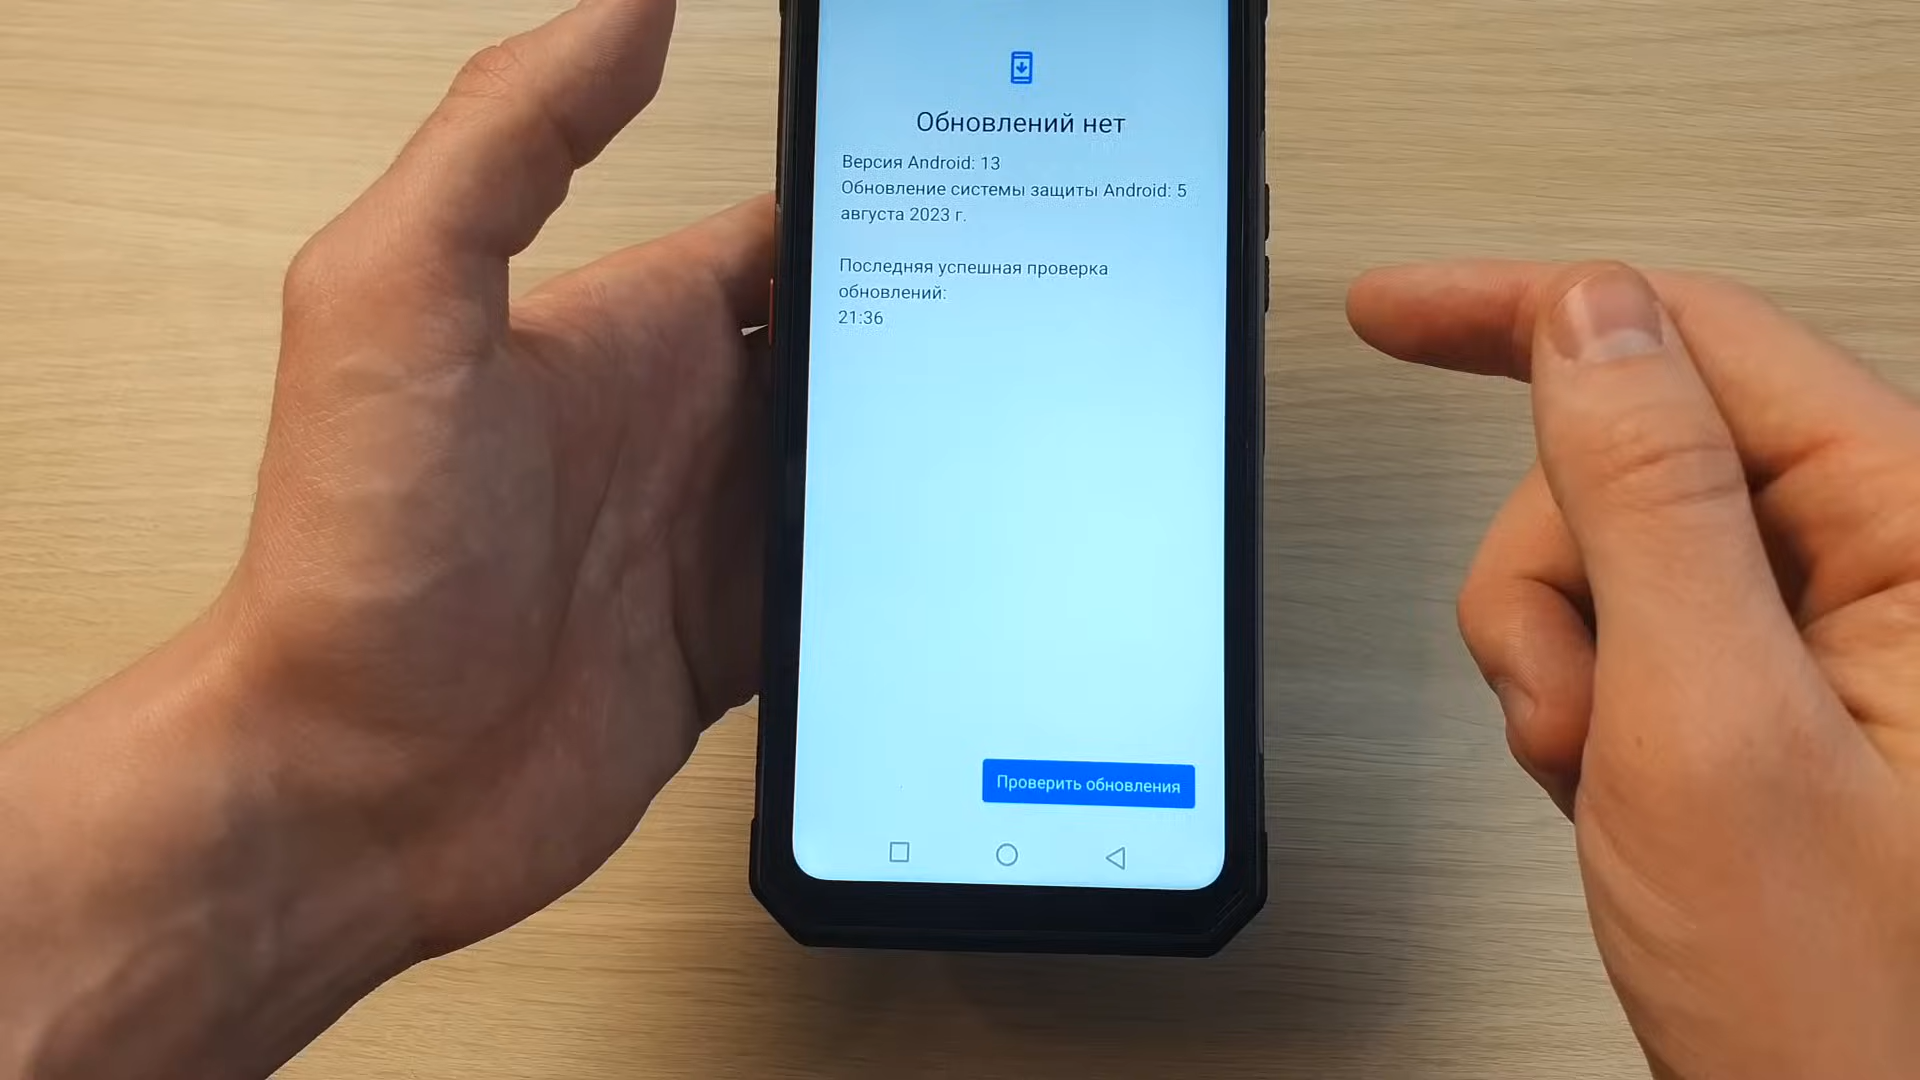 Обновлений нет
Версия Android: 13
Обновление системы защиты Android: 5
августа 2023 г.
Последняя успешная проверка
обновлений:
21:36
Проверить обновления